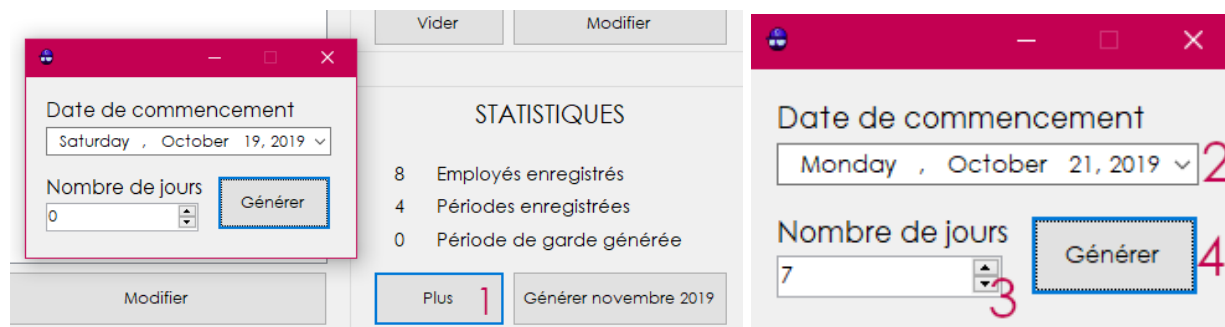 Vider
Modifier
Date de commencement
Saturday , October 19, 2019
Nombre de jours
0
Générer
STATISTIQUES
8 Employés enregistrés
4 Périodes enregistrées
0 Période de garde générée
Modifier
Plus 1
Générer novembre 2019
Date de commencement
Monday , October 21, 2019 2
Nombre de jours
7 3
Générer 4